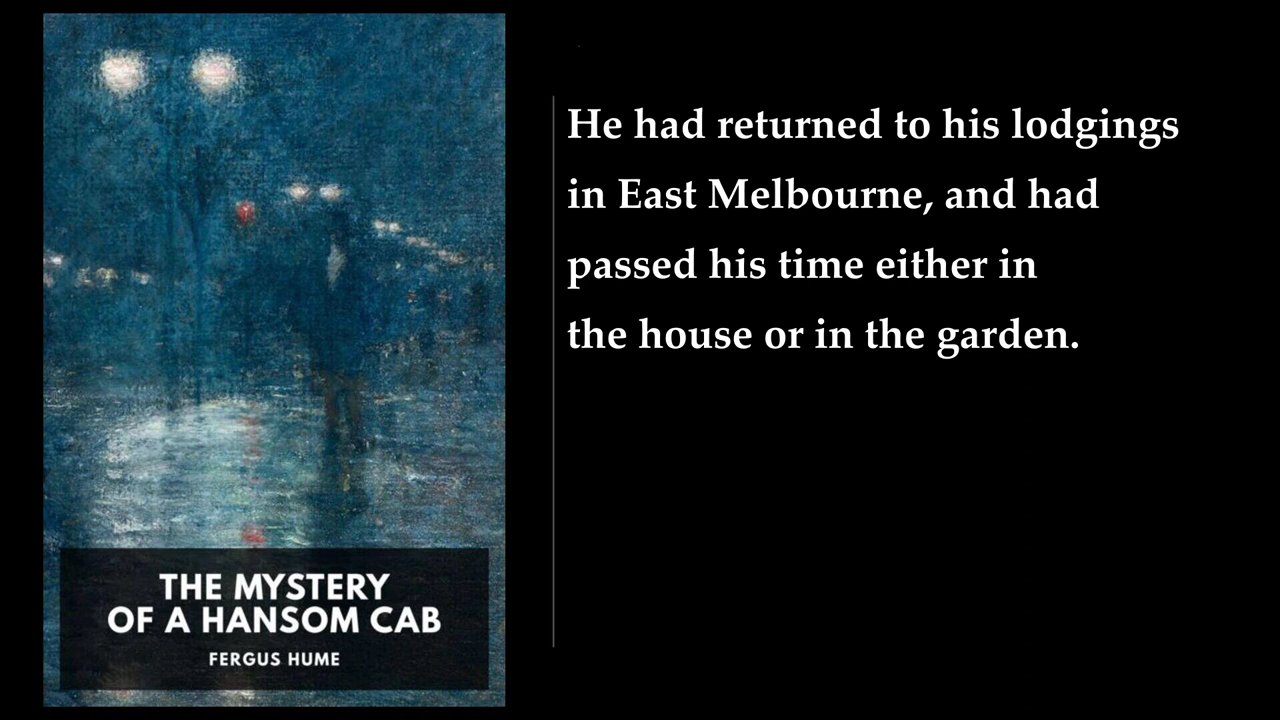 He had returned to his lodgings
in East Melbourne, and had
passed his time either in
the house or in the garden.
THE MYSTERY
OF A HANSOM CAB
FERGUS HUME